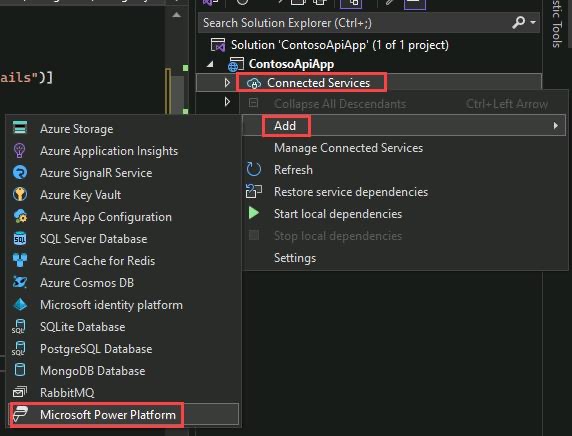 ails")]
Search Solution Explorer (Ctrl+;)
Solution 'ContosoApiApp' (1 of 1 project)
ContosoApiApp
Connected Services
Collapse All Descendants Ctrl+Left Arrow
Add
Manage Connected Services
Refresh
Restore service dependencies
Start local dependencies
Stop local dependencies
Settings
Azure Storage
Azure Application Insights
Azure SignalR Service
Azure Key Vault
Azure App Configuration
SQL Server Database
Azure Cache for Redis
Azure Cosmos DB
Microsoft identity platform
SQLite Database
PostgreSQL Database
MongoDB Database
RabbitMQ
Microsoft Power Platform
ostic Tools